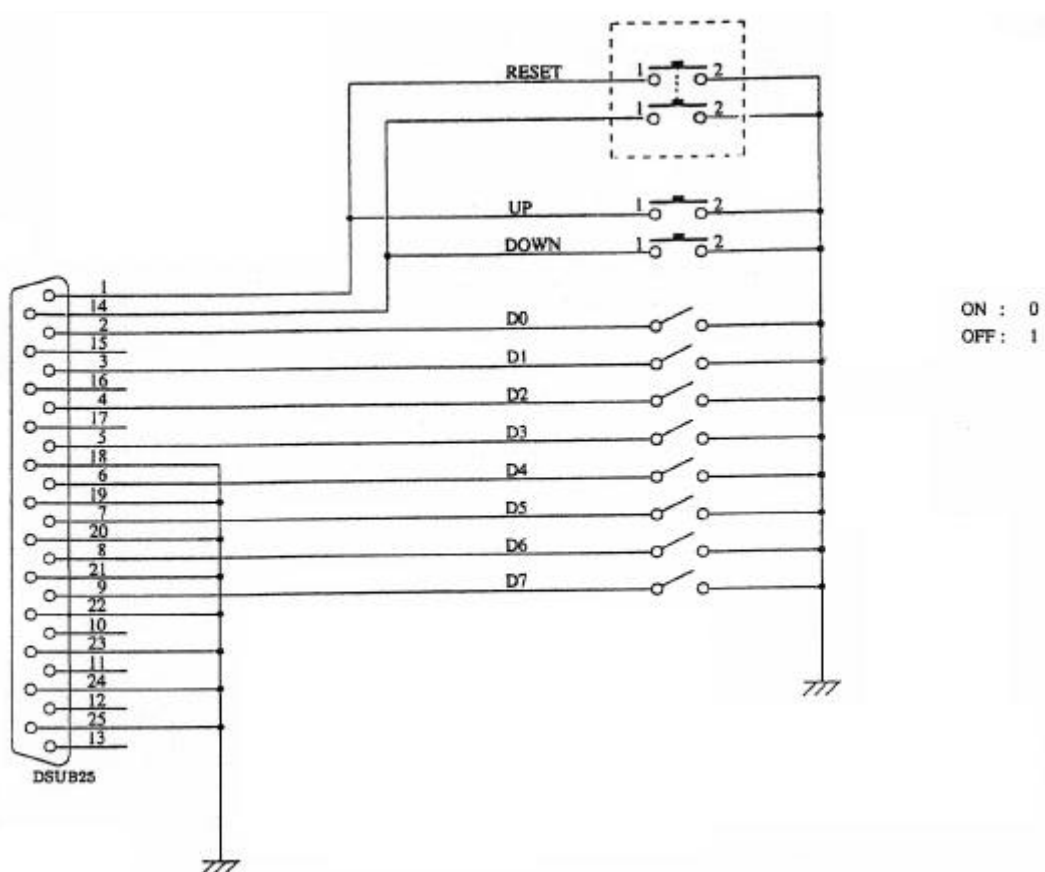 RESET 1 2
1 2
UP 1 2
DOWN 1 2
1
14
2 D0
15
3 D1
16
4 D2
17
5 D3
18
6 D4
19
7 D5
20
8 D6
21
9 D7
22
10
23
11
24
12
25
13
DSUB25
ON : 0
OFF : 1